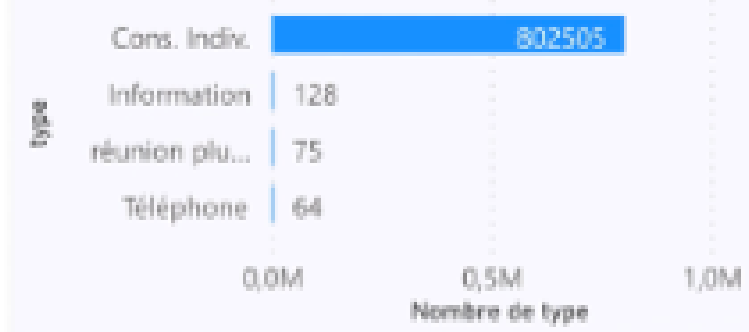 Cons. Indiv. 802505
Information 128
réunion plu... 75
Téléphone 64
type
0,0M 0,5M 1,0M
Nombre de type